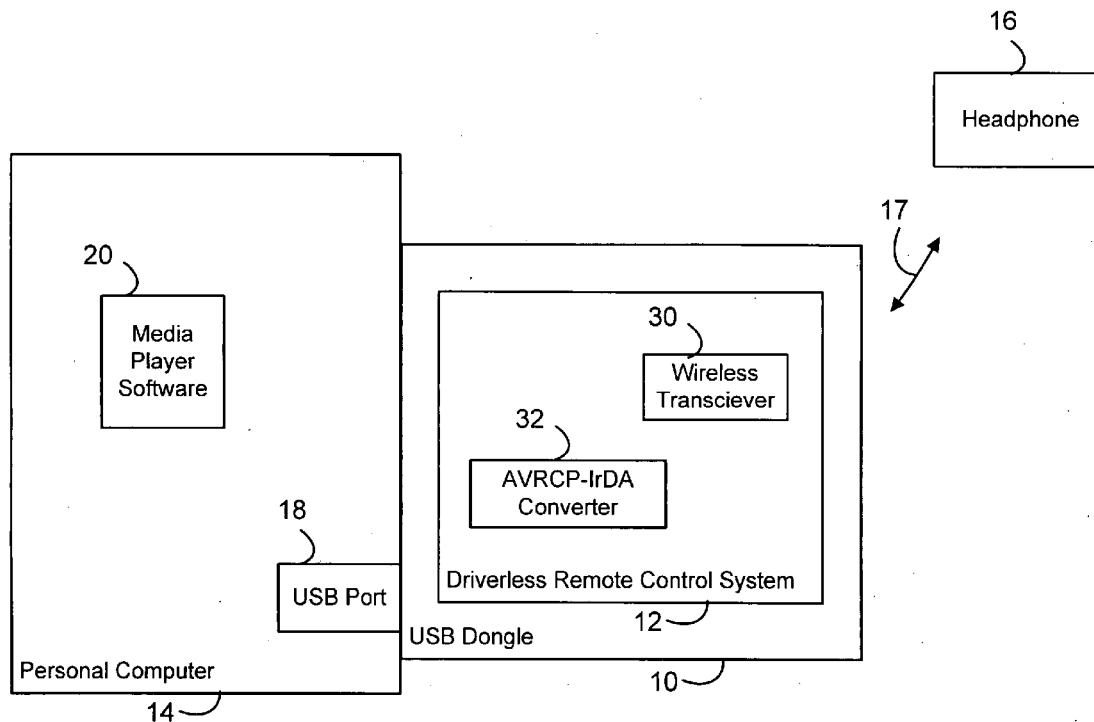 16
Headphone
17
20
Media
Player
Software
30
Wireless
Transciever
32
AVRCP-IrDA
Converter
18
USB Port
Driverless Remote Control System
12
USB Dongle
10
Personal Computer
14